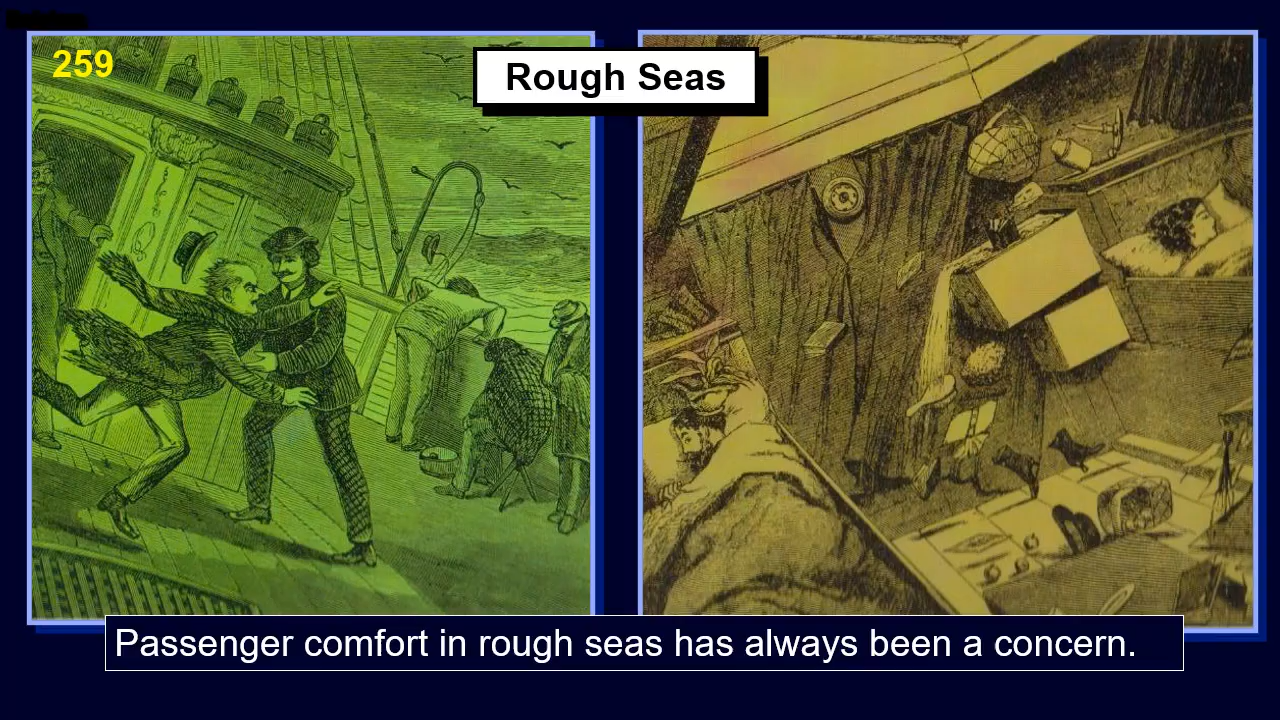 259
Rough Seas
Passenger comfort in rough seas has always been a concern.